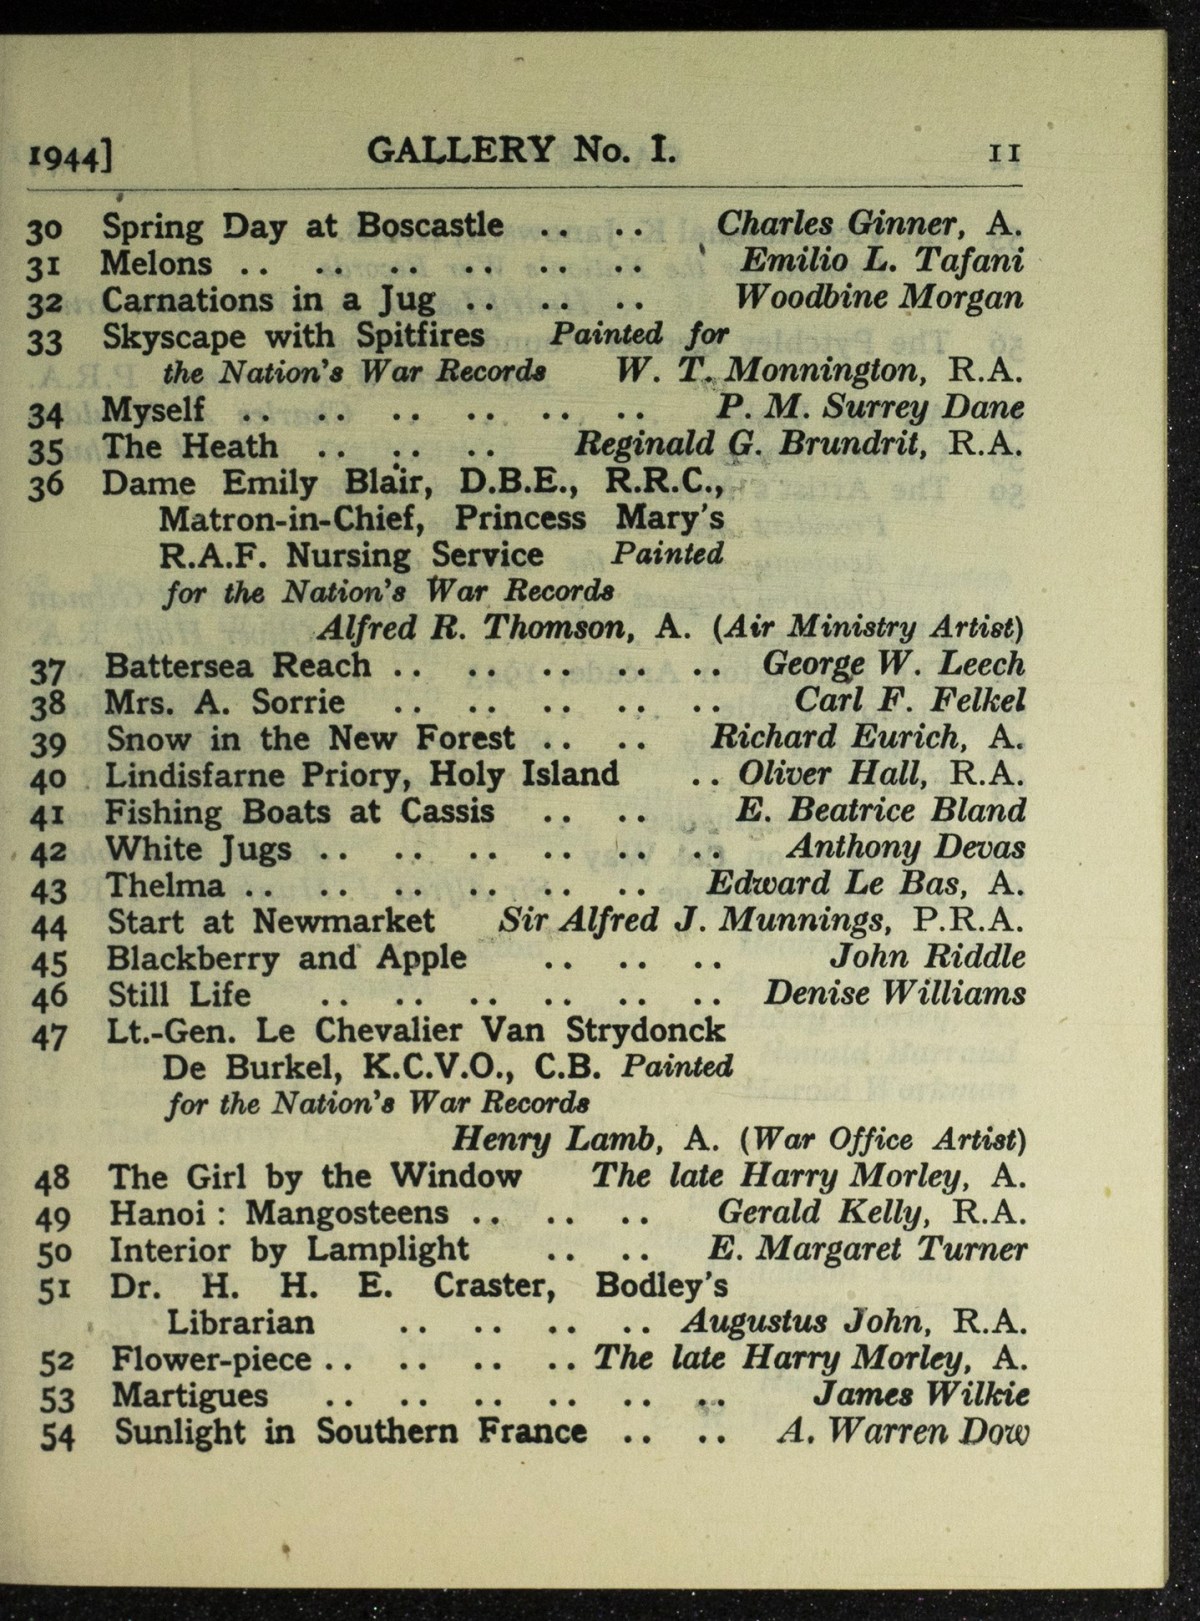 1944] GALLERY No. I. 11
30 Spring Day at Boscastle .. .. Charles Ginner, A.
31 Melons .. .. .. .. .. .. Emilio L. Tafani
32 Carnations in a Jug .. .. .. Woodbine Morgan
33 Skyscape with Spitfires Painted for
the Nation's War Records W. T. Monnington, R.A.
34 Myself .. .. .. .. .. .. P. M. Surrey Dane
35 The Heath .. .. .. Reginald G. Brundrit, R.A.
36 Dame Emily Blair, D.B.E., R.R.C.,
Matron-in-Chief, Princess Mary's
R.A.F. Nursing Service Painted
for the Nation's War Records
Alfred R. Thomson, A. (Air Ministry Artist)
37 Battersea Reach .. .. .. .. .. George W. Leech
38 Mrs. A. Sorrie .. .. .. .. .. Carl F. Felkel
39 Snow in the New Forest .. .. Richard Eurich, A.
40 Lindisfarne Priory, Holy Island .. Oliver Hall, R.A.
41 Fishing Boats at Cassis .. .. E. Beatrice Bland
42 White Jugs .. .. .. .. .. .. Anthony Devas
43 Thelma .. .. .. .. .. .. Edward Le Bas, A.
44 Start at Newmarket Sir Alfred J. Munnings, P.R.A.
45 Blackberry and Apple .. .. .. John Riddle
46 Still Life .. .. .. .. .. .. Denise Williams
47 Lt.-Gen. Le Chevalier Van Strydonck
De Burkel, K.C.V.O., C.B. Painted
for the Nation's War Records
Henry Lamb, A. (War Office Artist)
48 The Girl by the Window The late Harry Morley, A.
49 Hanoi : Mangosteens .. .. .. Gerald Kelly, R.A.
50 Interior by Lamplight .. .. E. Margaret Turner
51 Dr. H. H. E. Craster, Bodley's
Librarian .. .. .. .. Augustus John, R.A.
52 Flower-piece .. .. .. .. The late Harry Morley, A.
53 Martigues .. .. .. .. .. .. James Wilkie
54 Sunlight in Southern France .. .. A. Warren Dow